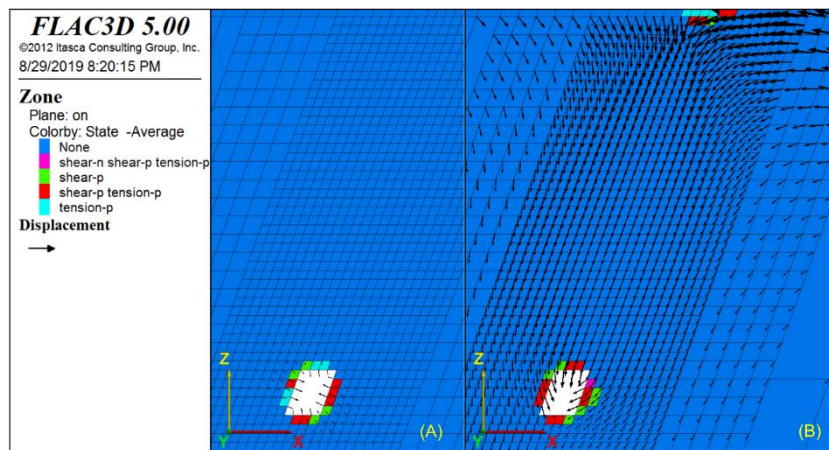 FLAC3D 5.00
©2012 Itasca Consulting Group, Inc.
8/29/2019 8:20:15 PM
Zone
Plane: on
Colorby: State -Average
None
shear-n shear-p tension-p
shear-p
shear-p tension-p
tension-p
Displacement
Z
Y
X
(A)
Z
Y
X
(B)